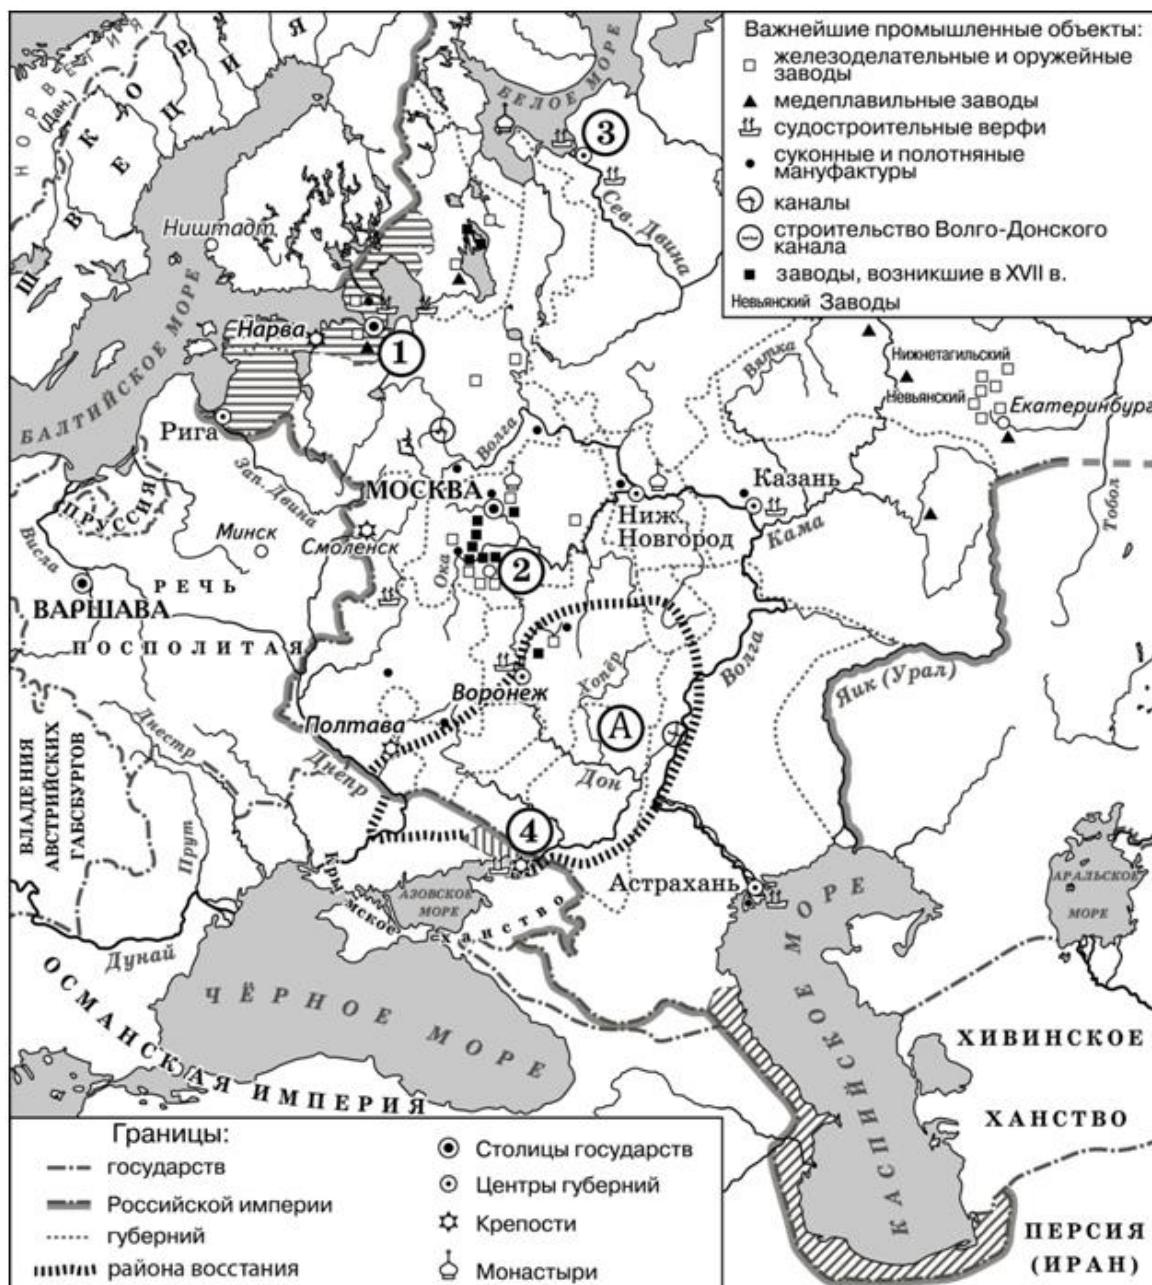 Важнейшие промышленные объекты:
железоделательные и оружейные
заводы
медеплавильные заводы
судостроительные верфи
суконные и полотняные
мануфактуры
каналы
строительство Волго-Донского
канала
заводы, возникшие в XVII в.
Невьянский Заводы
НОРВЕГИЯ
(Дан.)
ШВЕЦИЯ
БЕЛОЕ МОРЕ
3
Сев. Двина
Ништадт
БАЛТИЙСКОЕ МОРЕ
Нарва
1
Рига
Зап. Двина
Волга
Вятка
Нижнетагильский
Невьянский
Екатеринбург
Тобол
ПРУССИЯ
Висла
Минск
Смоленск
МОСКВА
Ока
2
Ниж.
Новгород
Казань
Кама
ВАРШАВА
РЕЧЬ
ПОСПОЛИТАЯ
Воронеж
Хопёр
А
Волга
Яик (Урал)
Полтава
Днестр
Днепр
Дон
ВЛАДЕНИЯ
АВСТРИЙСКИХ
ГАБСБУРГОВ
Прут
4
Крымское ханство
АЗОВСКОЕ
МОРЕ
Астрахань
АРАЛЬСКОЕ
МОРЕ
Дунай
ЧЁРНОЕ МОРЕ
ОСМАНСКАЯ ИМПЕРИЯ
КАСПИЙСКОЕ МОРЕ
ХИВИНСКОЕ
ХАНСТВО
ПЕРСИЯ
(ИРАН)
Границы:
государств
Российской империи
губерний
района восстания
Столицы государств
Центры губерний
Крепости
Монастыри